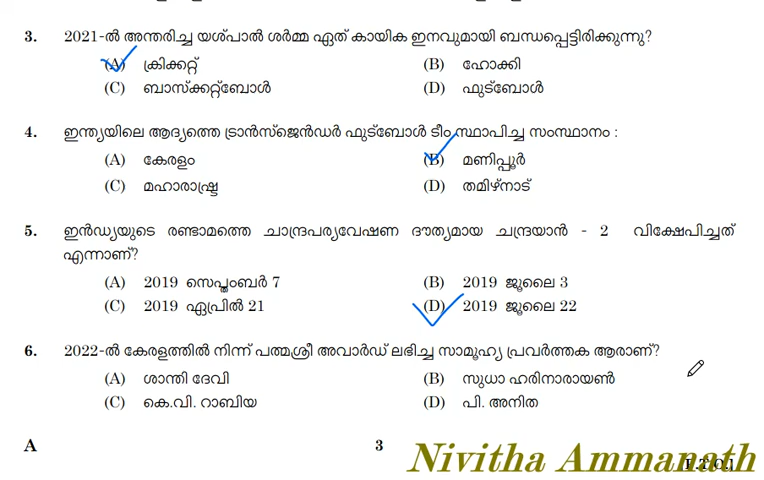 3. 2021-ൽ അന്തരിച്ച യശ്പാൽ ശർമ്മ ഏത് കായിക ഇനവുമായി ബന്ധപ്പെട്ടിരിക്കുന്നു?
(A) ക്രിക്കറ്റ് (B) ഹോക്കി
(C) ബാസ്ക്കറ്റ്ബോൾ (D) ഫുട്ബോൾ
4. ഇന്ത്യയിലെ ആദ്യത്തെ ട്രാൻസ്ജെൻഡർ ഫുട്ബോൾ ടീം സ്ഥാപിച്ച സംസ്ഥാനം :
(A) കേരളം (B) മണിപ്പൂർ
(C) മഹാരാഷ്ട്ര (D) തമിഴ്നാട്
5. ഇൻഡ്യയുടെ രണ്ടാമത്തെ ചാന്ദ്രപര്യവേഷണ ദൗത്യമായ ചന്ദ്രയാൻ - 2 വിക്ഷേപിച്ചത്
എന്നാണ്?
(A) 2019 സെപ്തംബർ 7 (B) 2019 ജൂലൈ 3
(C) 2019 ഏപ്രിൽ 21 (D) 2019 ജൂലൈ 22
6. 2022-ൽ കേരളത്തിൽ നിന്ന് പത്മശ്രീ അവാർഡ് ലഭിച്ച സാമൂഹ്യ പ്രവർത്തക ആരാണ്?
(A) ശാന്തി ദേവി (B) സുധാ ഹരിനാരായൺ
(C) കെ.വി. റാബിയ (D) പി. അനിത
A 3 [P.T.O.]
Nivitha Ammanath